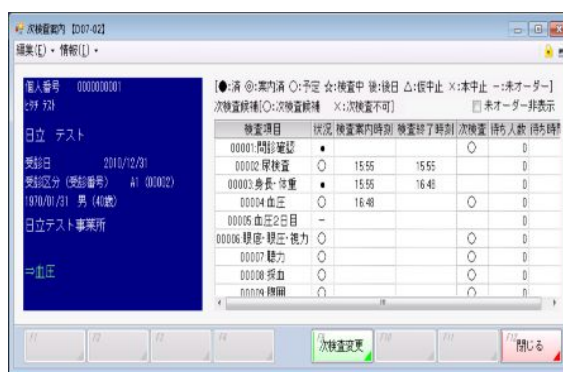 次検査案内 [D07-02]
編集(E) ▾ 情報(I) ▾
個人番号 0000000001
ﾋﾀﾁ ﾃｽﾄ
日立 テスト
受診日 2010/12/31
受診区分(受診番号) A1 (00002)
1970/01/31 男 (40歳)
日立テスト事業所
⇒血圧
[●:済 ◎:案内済 ○:予定 ☆:検査中 後:後日 △:仮中止 ×:本中止 −:未オーダー]
次検査候補[○:次検査候補 ×:次検査不可] 未オーダー非表示
検査項目 状況 検査案内時刻 検査終了時刻 次検査 待ち人数 待ち時
00001:問診確認 ● ○ 0
00002:尿検査 ○ 15:55 15:55 0
00003:身長・体重 ● 15:55 16:48 0
00004:血圧 ○ 16:48 ○ 0
00005:血圧2日目 − 0
00006:眼底・眼圧・視力 ○ ○ 0
00007:聴力 ○ ○ 0
00008:採血 ○ ○ 0
00009:腹囲 ○ ○ 0
F1 F2 F3 F4 次検査変更 F10 F11 F12 閉じる